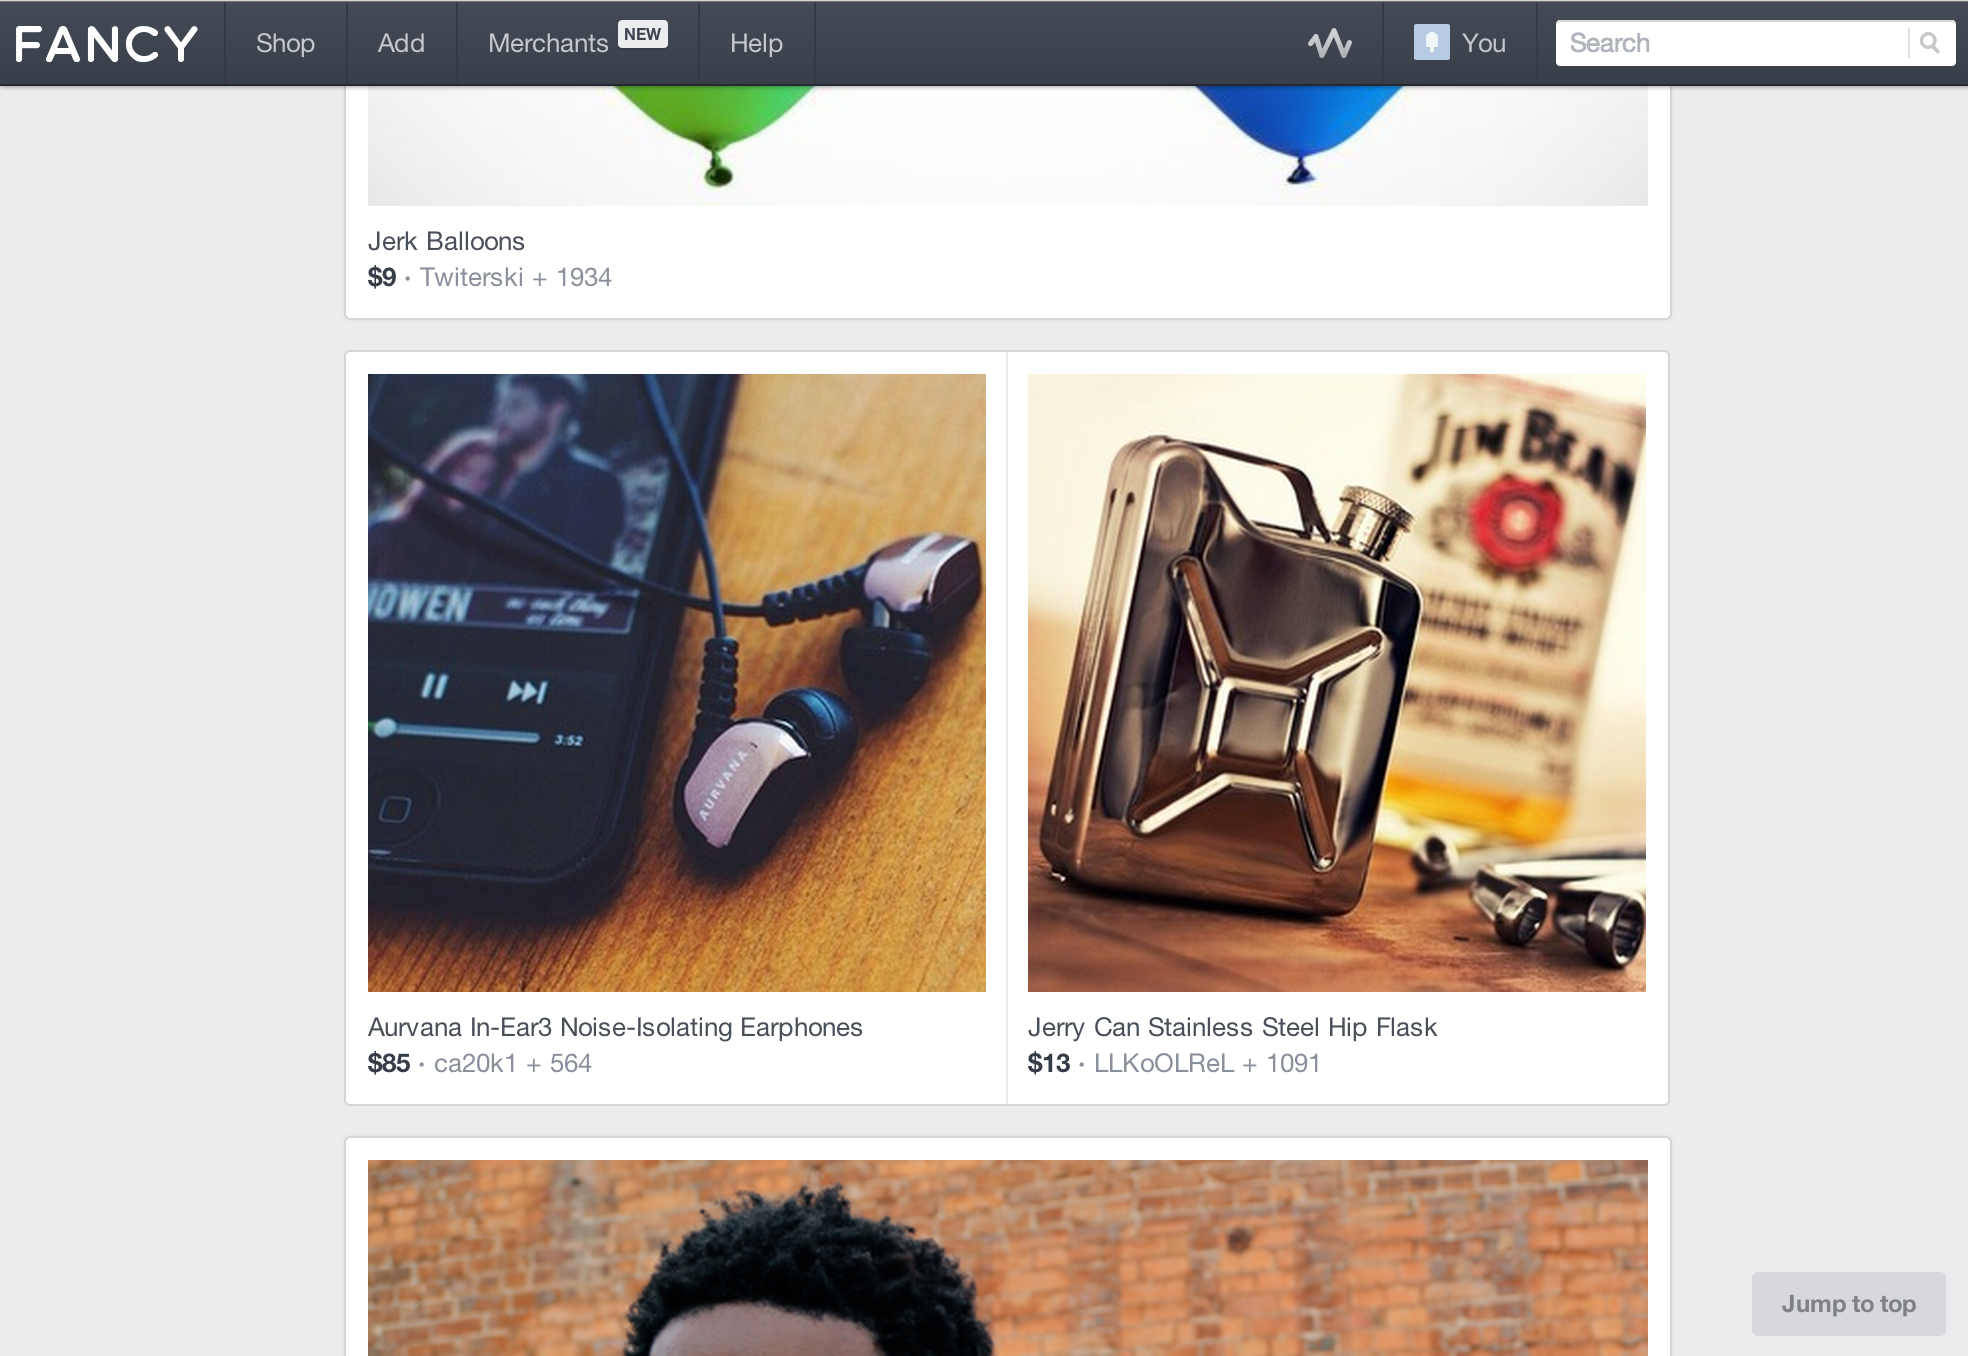 FANCY
Shop
Add
Merchants NEW
Help
You
Search
Jerk Balloons
$9 · Twiterski + 1934
OWEN
3:52
AURVANA
JIM BEAM
Aurvana In-Ear3 Noise-Isolating Earphones
$85 · ca20k1 + 564
Jerry Can Stainless Steel Hip Flask
$13 · LLKoOLReL + 1091
Jump to top